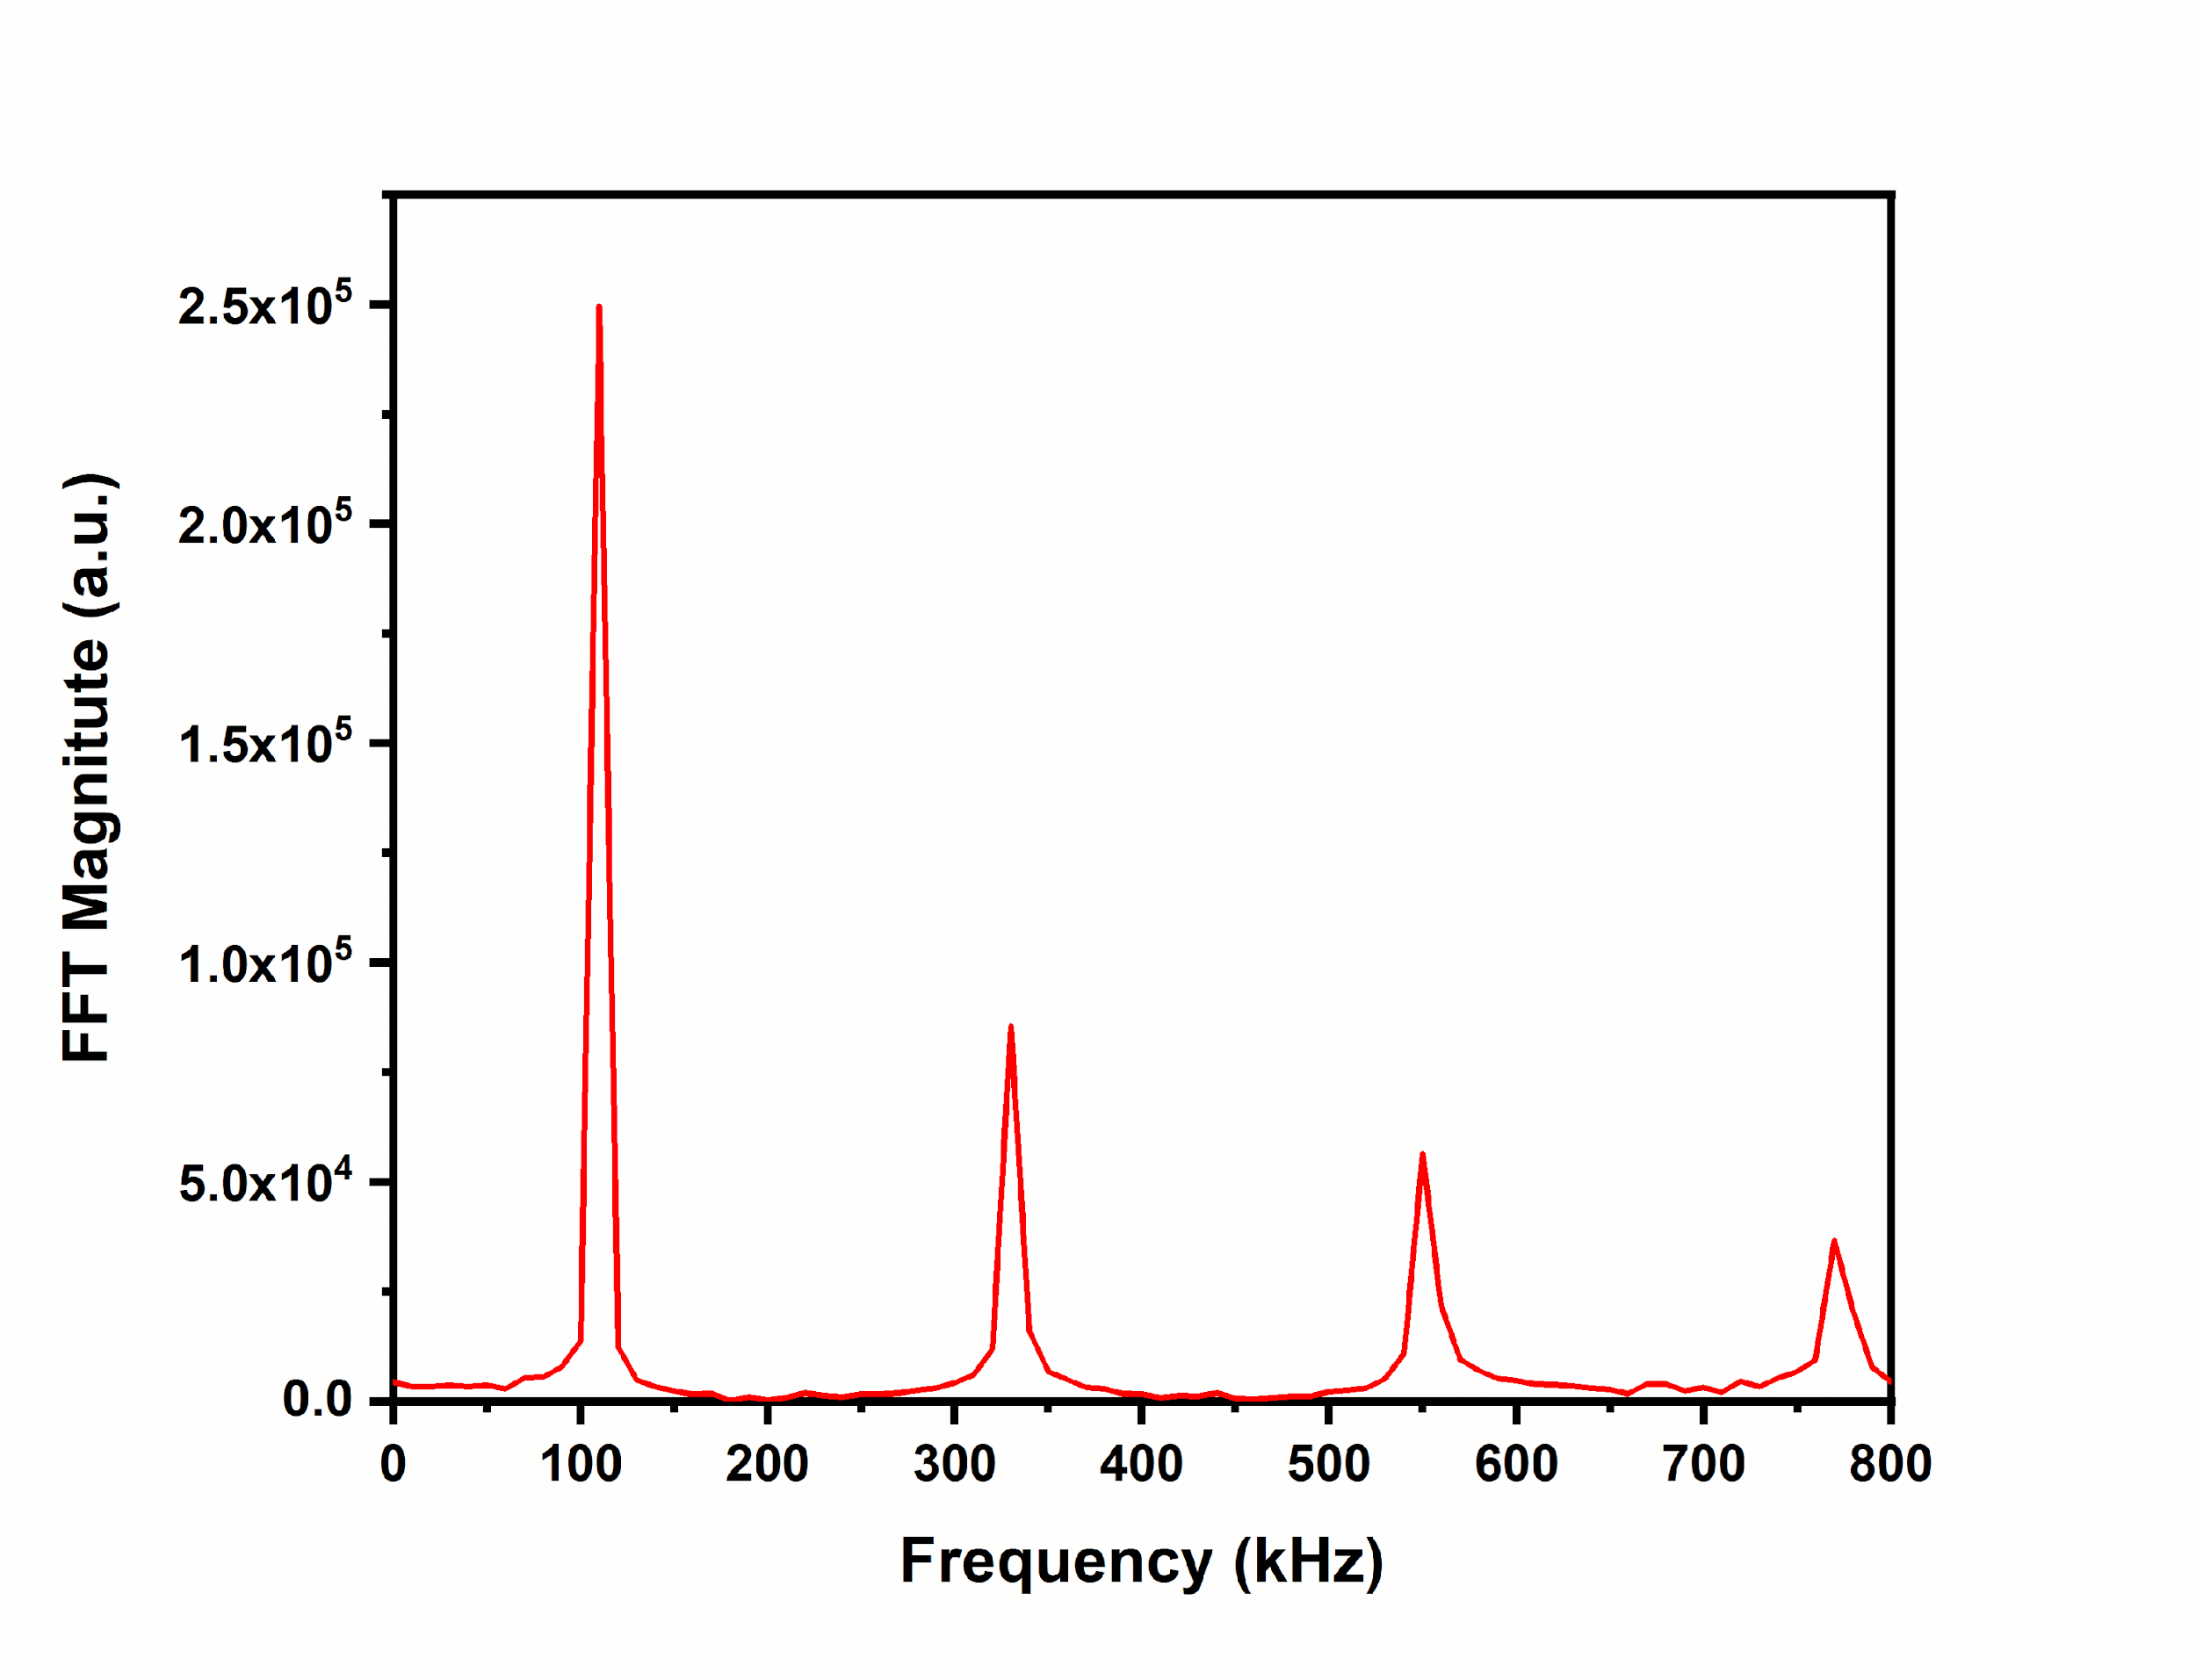 2.5x10⁵
2.0x10⁵
1.5x10⁵
1.0x10⁵
5.0x10⁴
0.0
FFT Magnitute (a.u.)
0 100 200 300 400 500 600 700 800
Frequency (kHz)